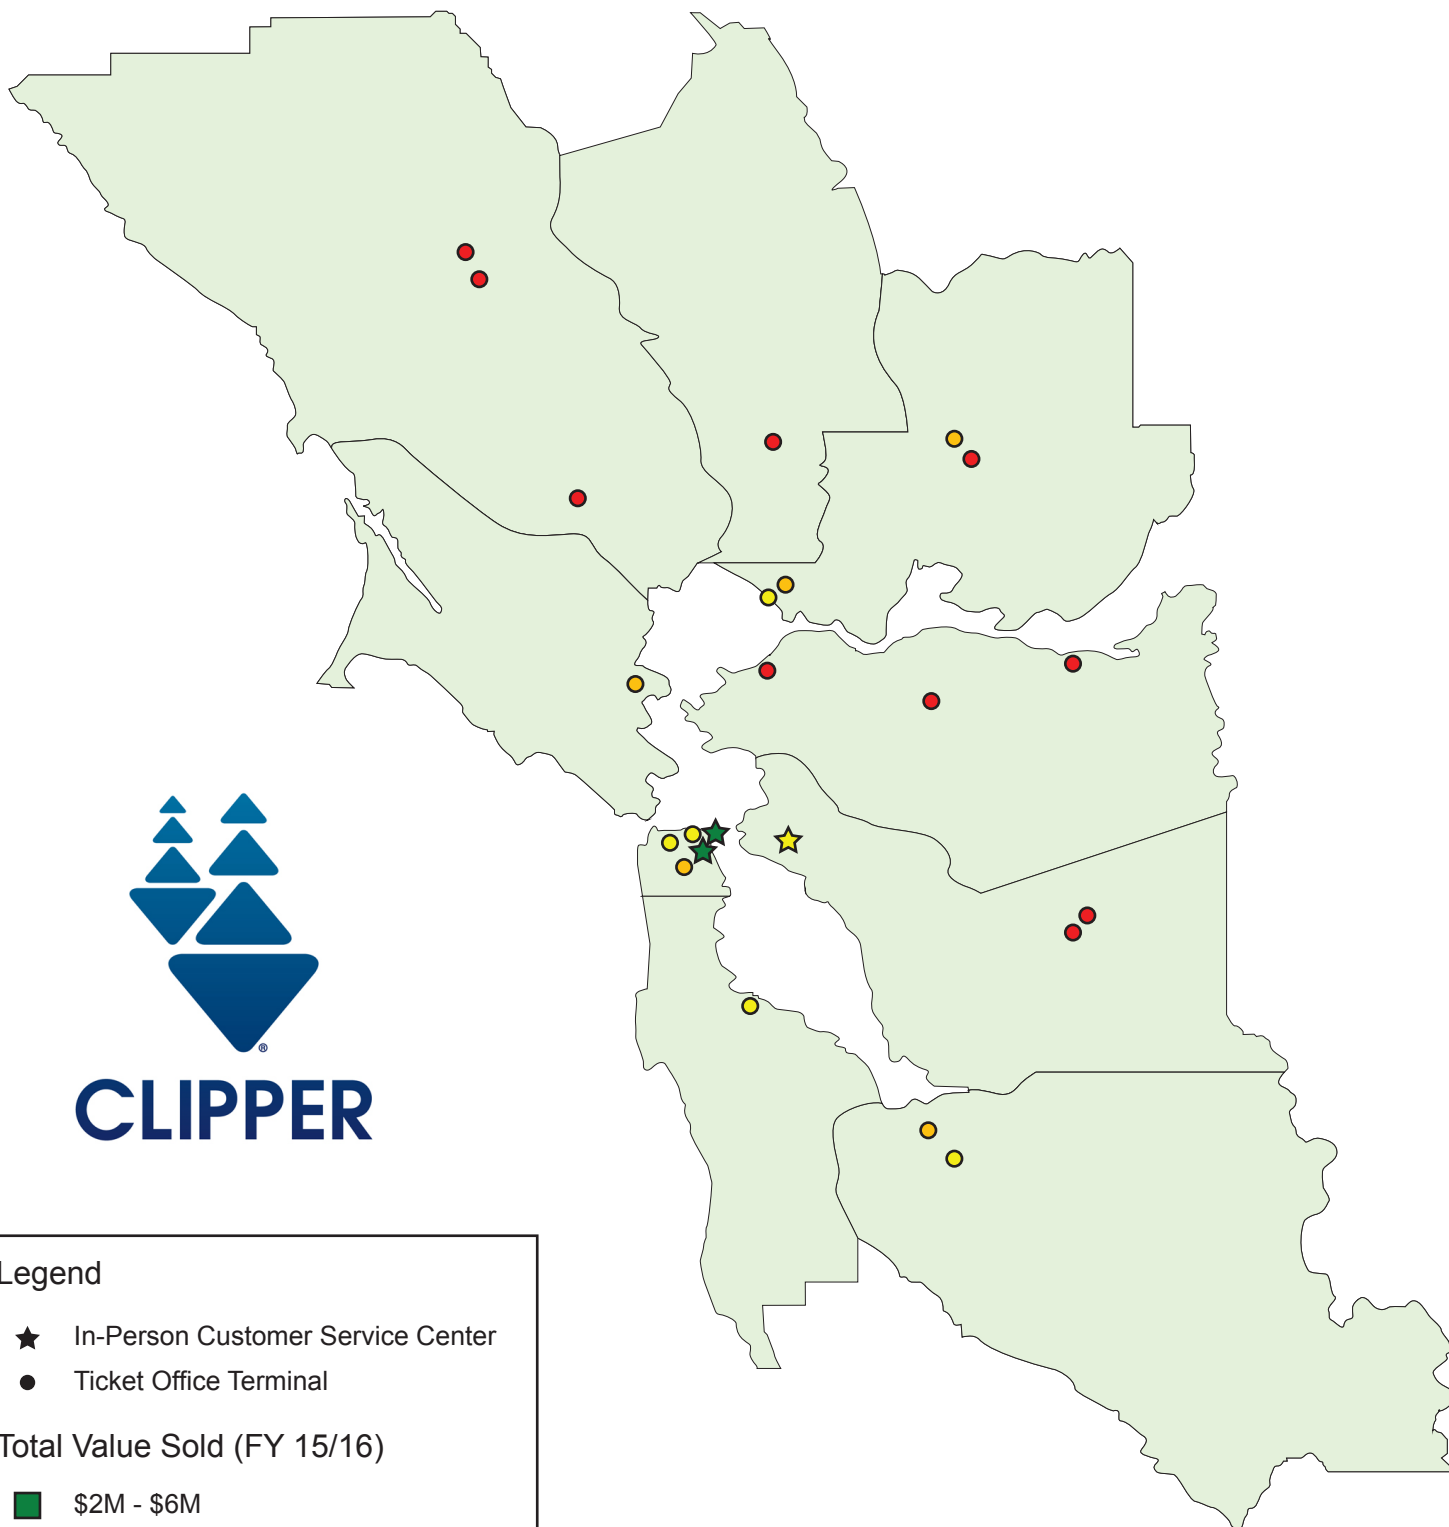 ®
CLIPPER
Legend
In-Person Customer Service Center
Ticket Office Terminal
Total Value Sold (FY 15/16)
$2M - $6M